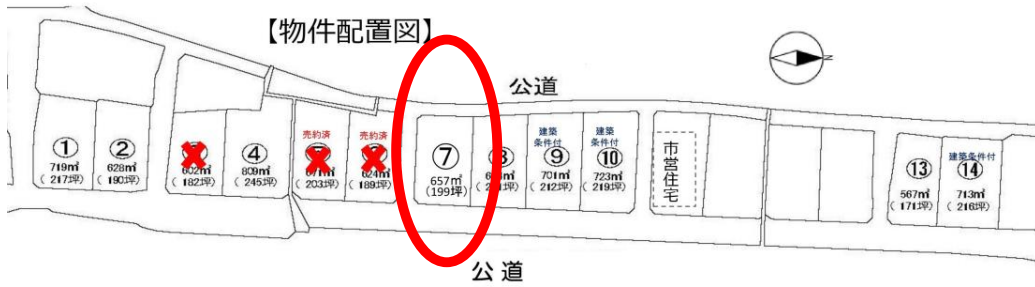 【物件配置図】
公道
N
①
719㎡
(217坪)
②
628㎡
(190坪)
602㎡
(182坪)
④
809㎡
(245坪)
売約済
(203坪)
売約済
624㎡
(189坪)
⑦
657㎡
(199坪)
⑧
建築
条件付
⑨
701㎡
(212坪)
建築
条件付
⑩
723㎡
(219坪)
市営住宅
⑬
567㎡
(171坪)
建築条件付
⑭
713㎡
(216坪)
公道